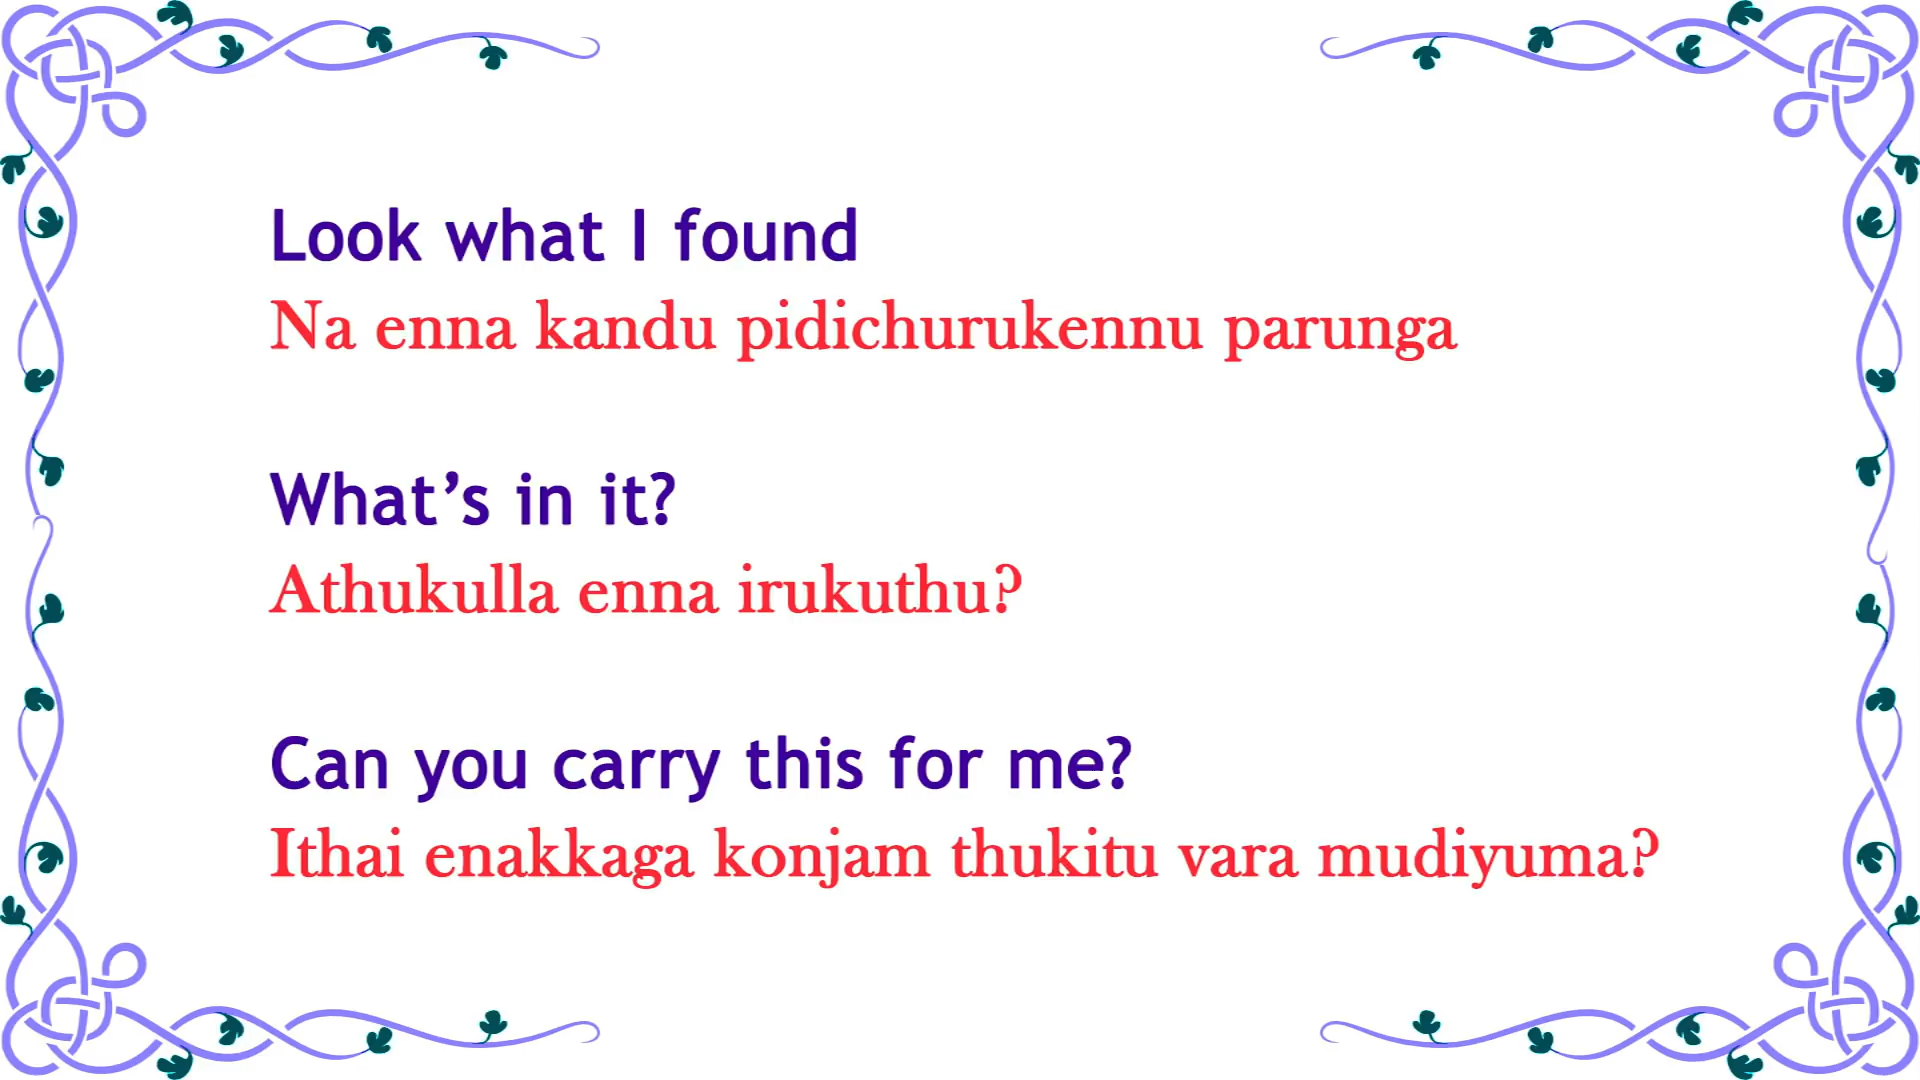 Look what I found
Na enna kandu pidichurukennu parunga
What’s in it?
Athukulla enna irukuthu?
Can you carry this for me?
Ithai enakkaga konjam thukitu vara mudiyuma?